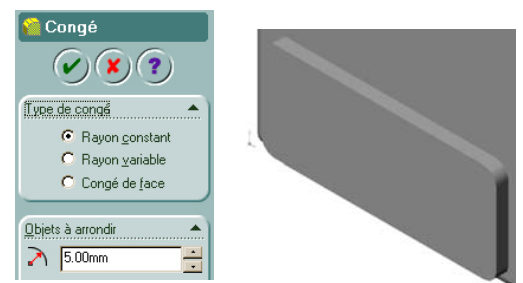 Congé
?
Type de congé
Rayon constant
Rayon variable
Congé de face
Objets à arrondir
5.00mm